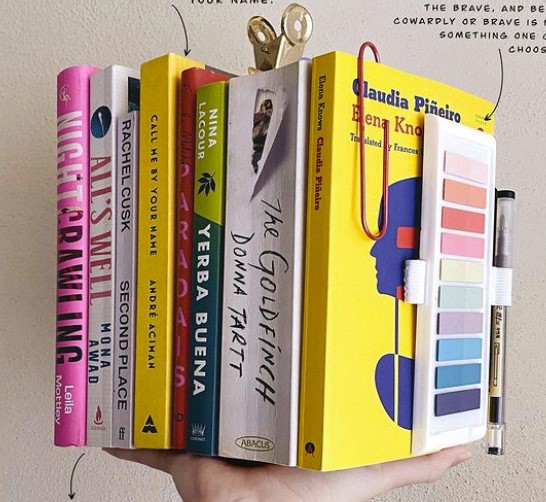 YOUR NAME.
THE BRAVE, AND BE
COWARDLY OR BRAVE IS
SOMETHING ONE
CHOOS
NIGHTCRAWLING
Leila
Mottley
ALL'S WELL
MONA
AWAD
RACHEL CUSK
SECOND PLACE
CALL ME BY YOUR NAME
ANDRÉ ACIMAN
PARADAIS
NINA
LACOUR
YERBA BUENA
The GOLDFINCH
DONNA TARTT
ABACUS
Elena Knows Claudia Piñeiro
Claudia Piñeiro
Elena Kno
Translated by Frances